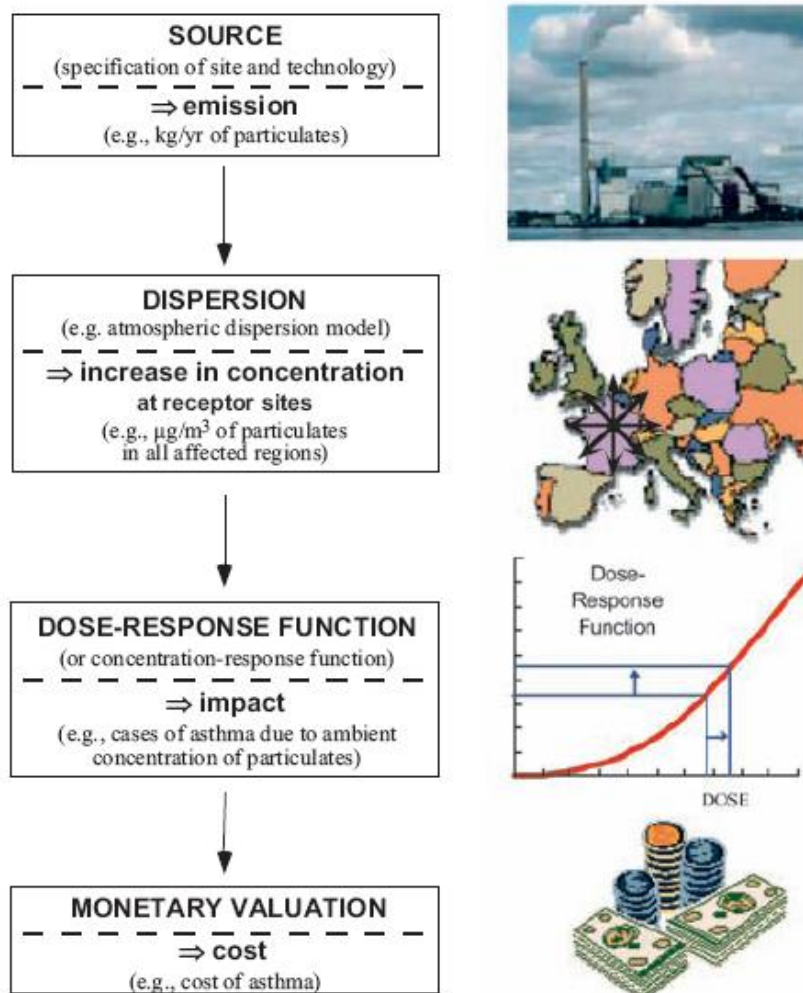 SOURCE
(specification of site and technology)
⇒ emission
(e.g., kg/yr of particulates)
DISPERSION
(e.g. atmospheric dispersion model)
⇒ increase in concentration
at receptor sites
(e.g., µg/m³ of particulates
in all affected regions)
DOSE-RESPONSE FUNCTION
(or concentration-response function)
⇒ impact
(e.g., cases of asthma due to ambient
concentration of particulates)
MONETARY VALUATION
⇒ cost
(e.g., cost of asthma)
Dose-
Response
Function
DOSE